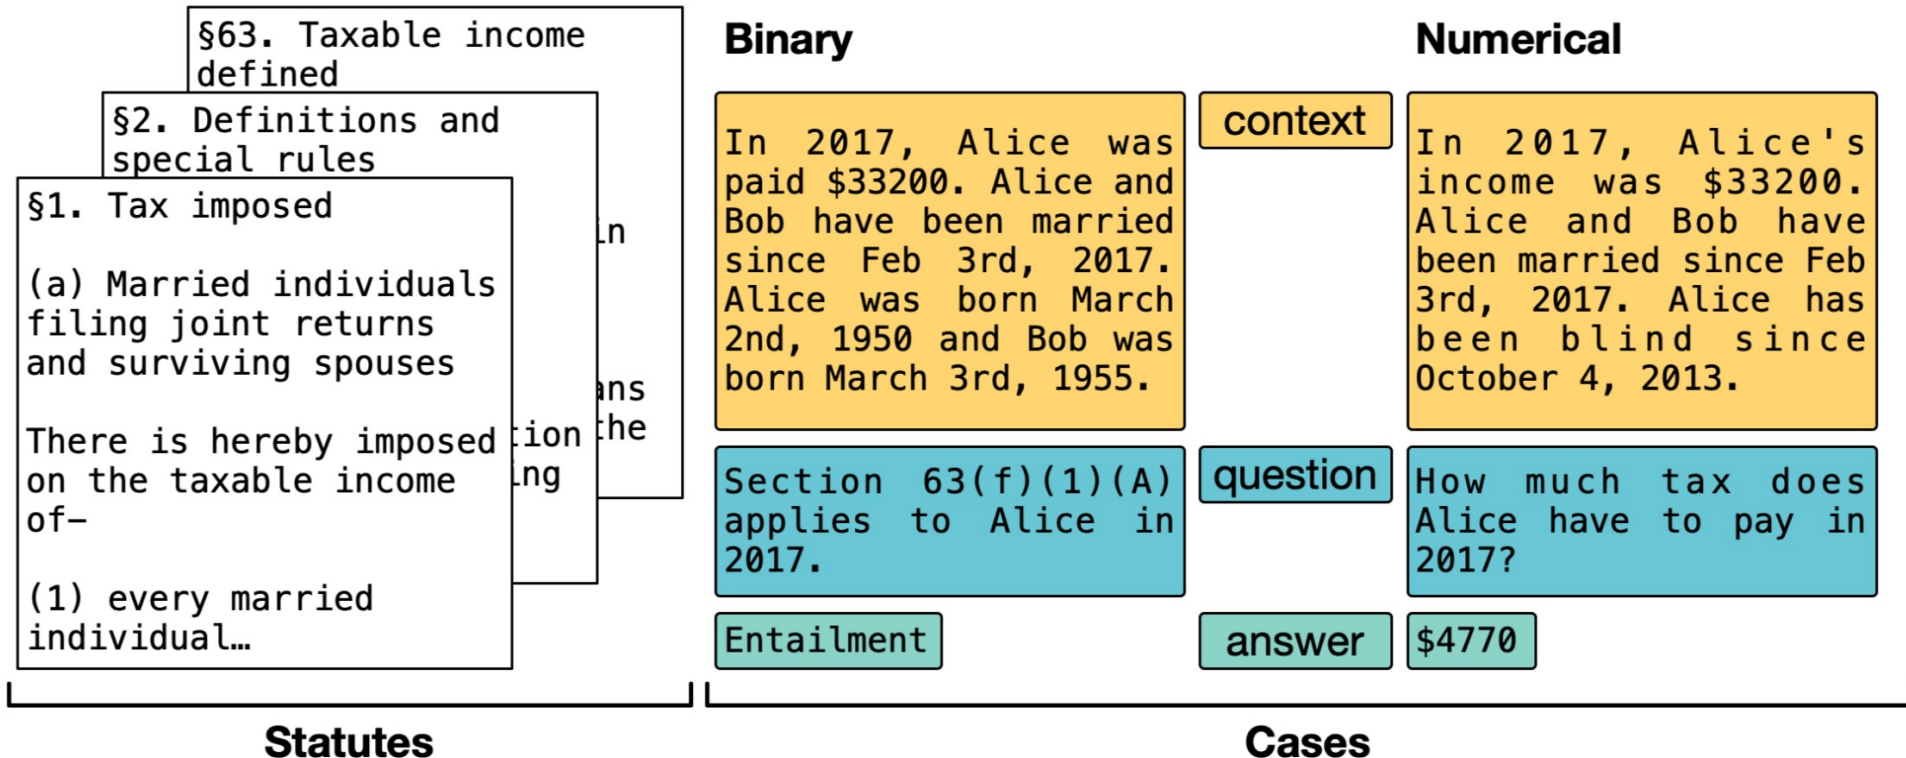 §63. Taxable income
defined
in
ans
the
§2. Definitions and
special rules
tion
ing
§1. Tax imposed
(a) Married individuals
filing joint returns
and surviving spouses
There is hereby imposed
on the taxable income
of—
(1) every married
individual…
Statutes
Binary
Numerical
In 2017, Alice was
paid $33200. Alice and
Bob have been married
since Feb 3rd, 2017.
Alice was born March
2nd, 1950 and Bob was
born March 3rd, 1955.
context
In 2017, Alice's
income was $33200.
Alice and Bob have
been married since Feb
3rd, 2017. Alice has
been blind since
October 4, 2013.
Section 63(f)(1)(A)
applies to Alice in
2017.
question
How much tax does
Alice have to pay in
2017?
Entailment
answer
$4770
Cases